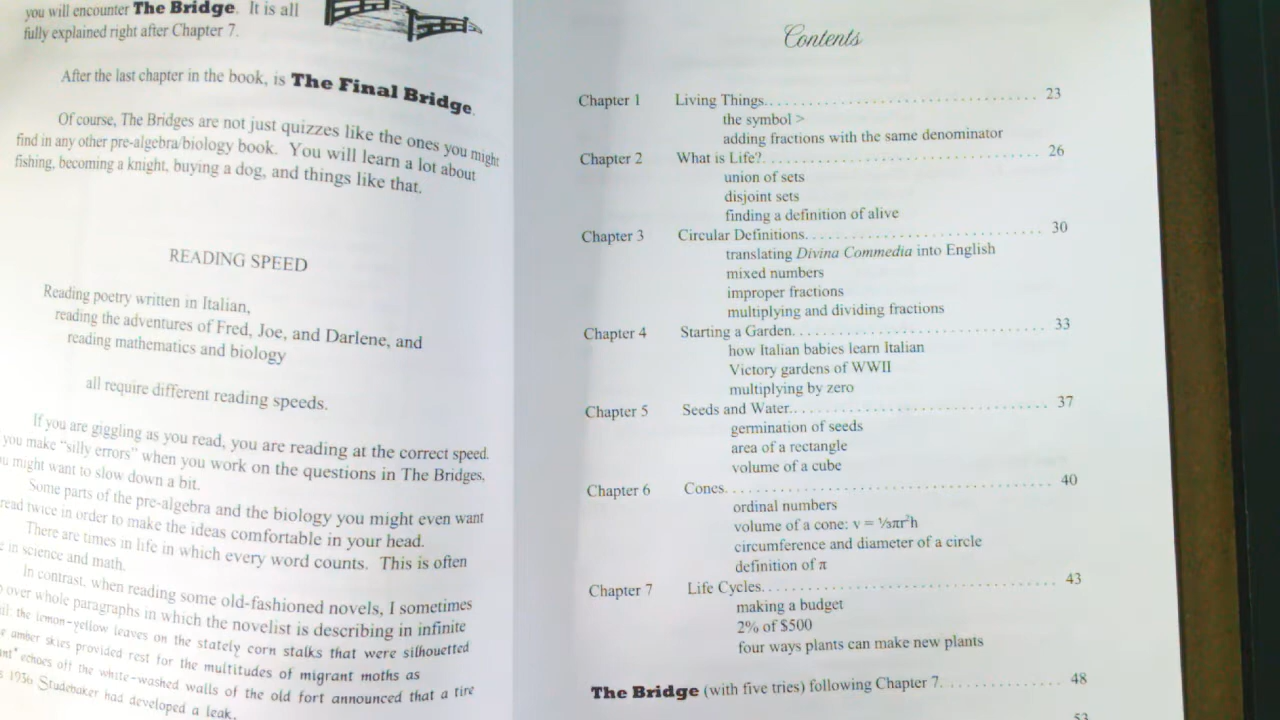 you will encounter The Bridge. It is all
fully explained right after Chapter 7.
After the last chapter in the book, is The Final Bridge.
Of course, The Bridges are not just quizzes like the ones you might
find in any other pre-algebra/biology book. You will learn a lot about
fishing, becoming a knight, buying a dog, and things like that.
READING SPEED
Reading poetry written in Italian,
reading the adventures of Fred, Joe, and Darlene, and
reading mathematics and biology
all require different reading speeds.
If you are giggling as you read, you are reading at the correct speed.
you make “silly errors” when you work on the questions in The Bridges,
might want to slow down a bit.
Some parts of the pre-algebra and the biology you might even want
read twice in order to make the ideas comfortable in your head.
There are times in life in which every word counts. This is often
in science and math.
In contrast, when reading some old-fashioned novels, I sometimes
over whole paragraphs in which the novelist is describing in infinite
the lemon-yellow leaves on the stately corn stalks that were silhouetted
amber skies provided rest for the multitudes of migrant moths as
echoes off the white-washed walls of the old fort announced that a tire
1936 Studebaker had developed a leak.
Contents
Chapter 1 Living Things. . . . . . . . . . . . . . . . . . . . . . . . . . . . . . . . . . 23
the symbol >
adding fractions with the same denominator
Chapter 2 What is Life?. . . . . . . . . . . . . . . . . . . . . . . . . . . . . . . . . . 26
union of sets
disjoint sets
finding a definition of alive
Chapter 3 Circular Definitions. . . . . . . . . . . . . . . . . . . . . . . . . . . . . 30
translating Divina Commedia into English
mixed numbers
improper fractions
multiplying and dividing fractions
Chapter 4 Starting a Garden. . . . . . . . . . . . . . . . . . . . . . . . . . . . . . 33
how Italian babies learn Italian
Victory gardens of WWII
multiplying by zero
Chapter 5 Seeds and Water.. . . . . . . . . . . . . . . . . . . . . . . . . . . . . . . 37
germination of seeds
area of a rectangle
volume of a cube
Chapter 6 Cones. . . . . . . . . . . . . . . . . . . . . . . . . . . . . . . . . . . . . . . 40
ordinal numbers
volume of a cone: v = ⅓πr²h
circumference and diameter of a circle
definition of π
Chapter 7 Life Cycles. . . . . . . . . . . . . . . . . . . . . . . . . . . . . . . . . . . 43
making a budget
2% of $500
four ways plants can make new plants
The Bridge (with five tries) following Chapter 7. . . . . . . . . . . . . . 48
53